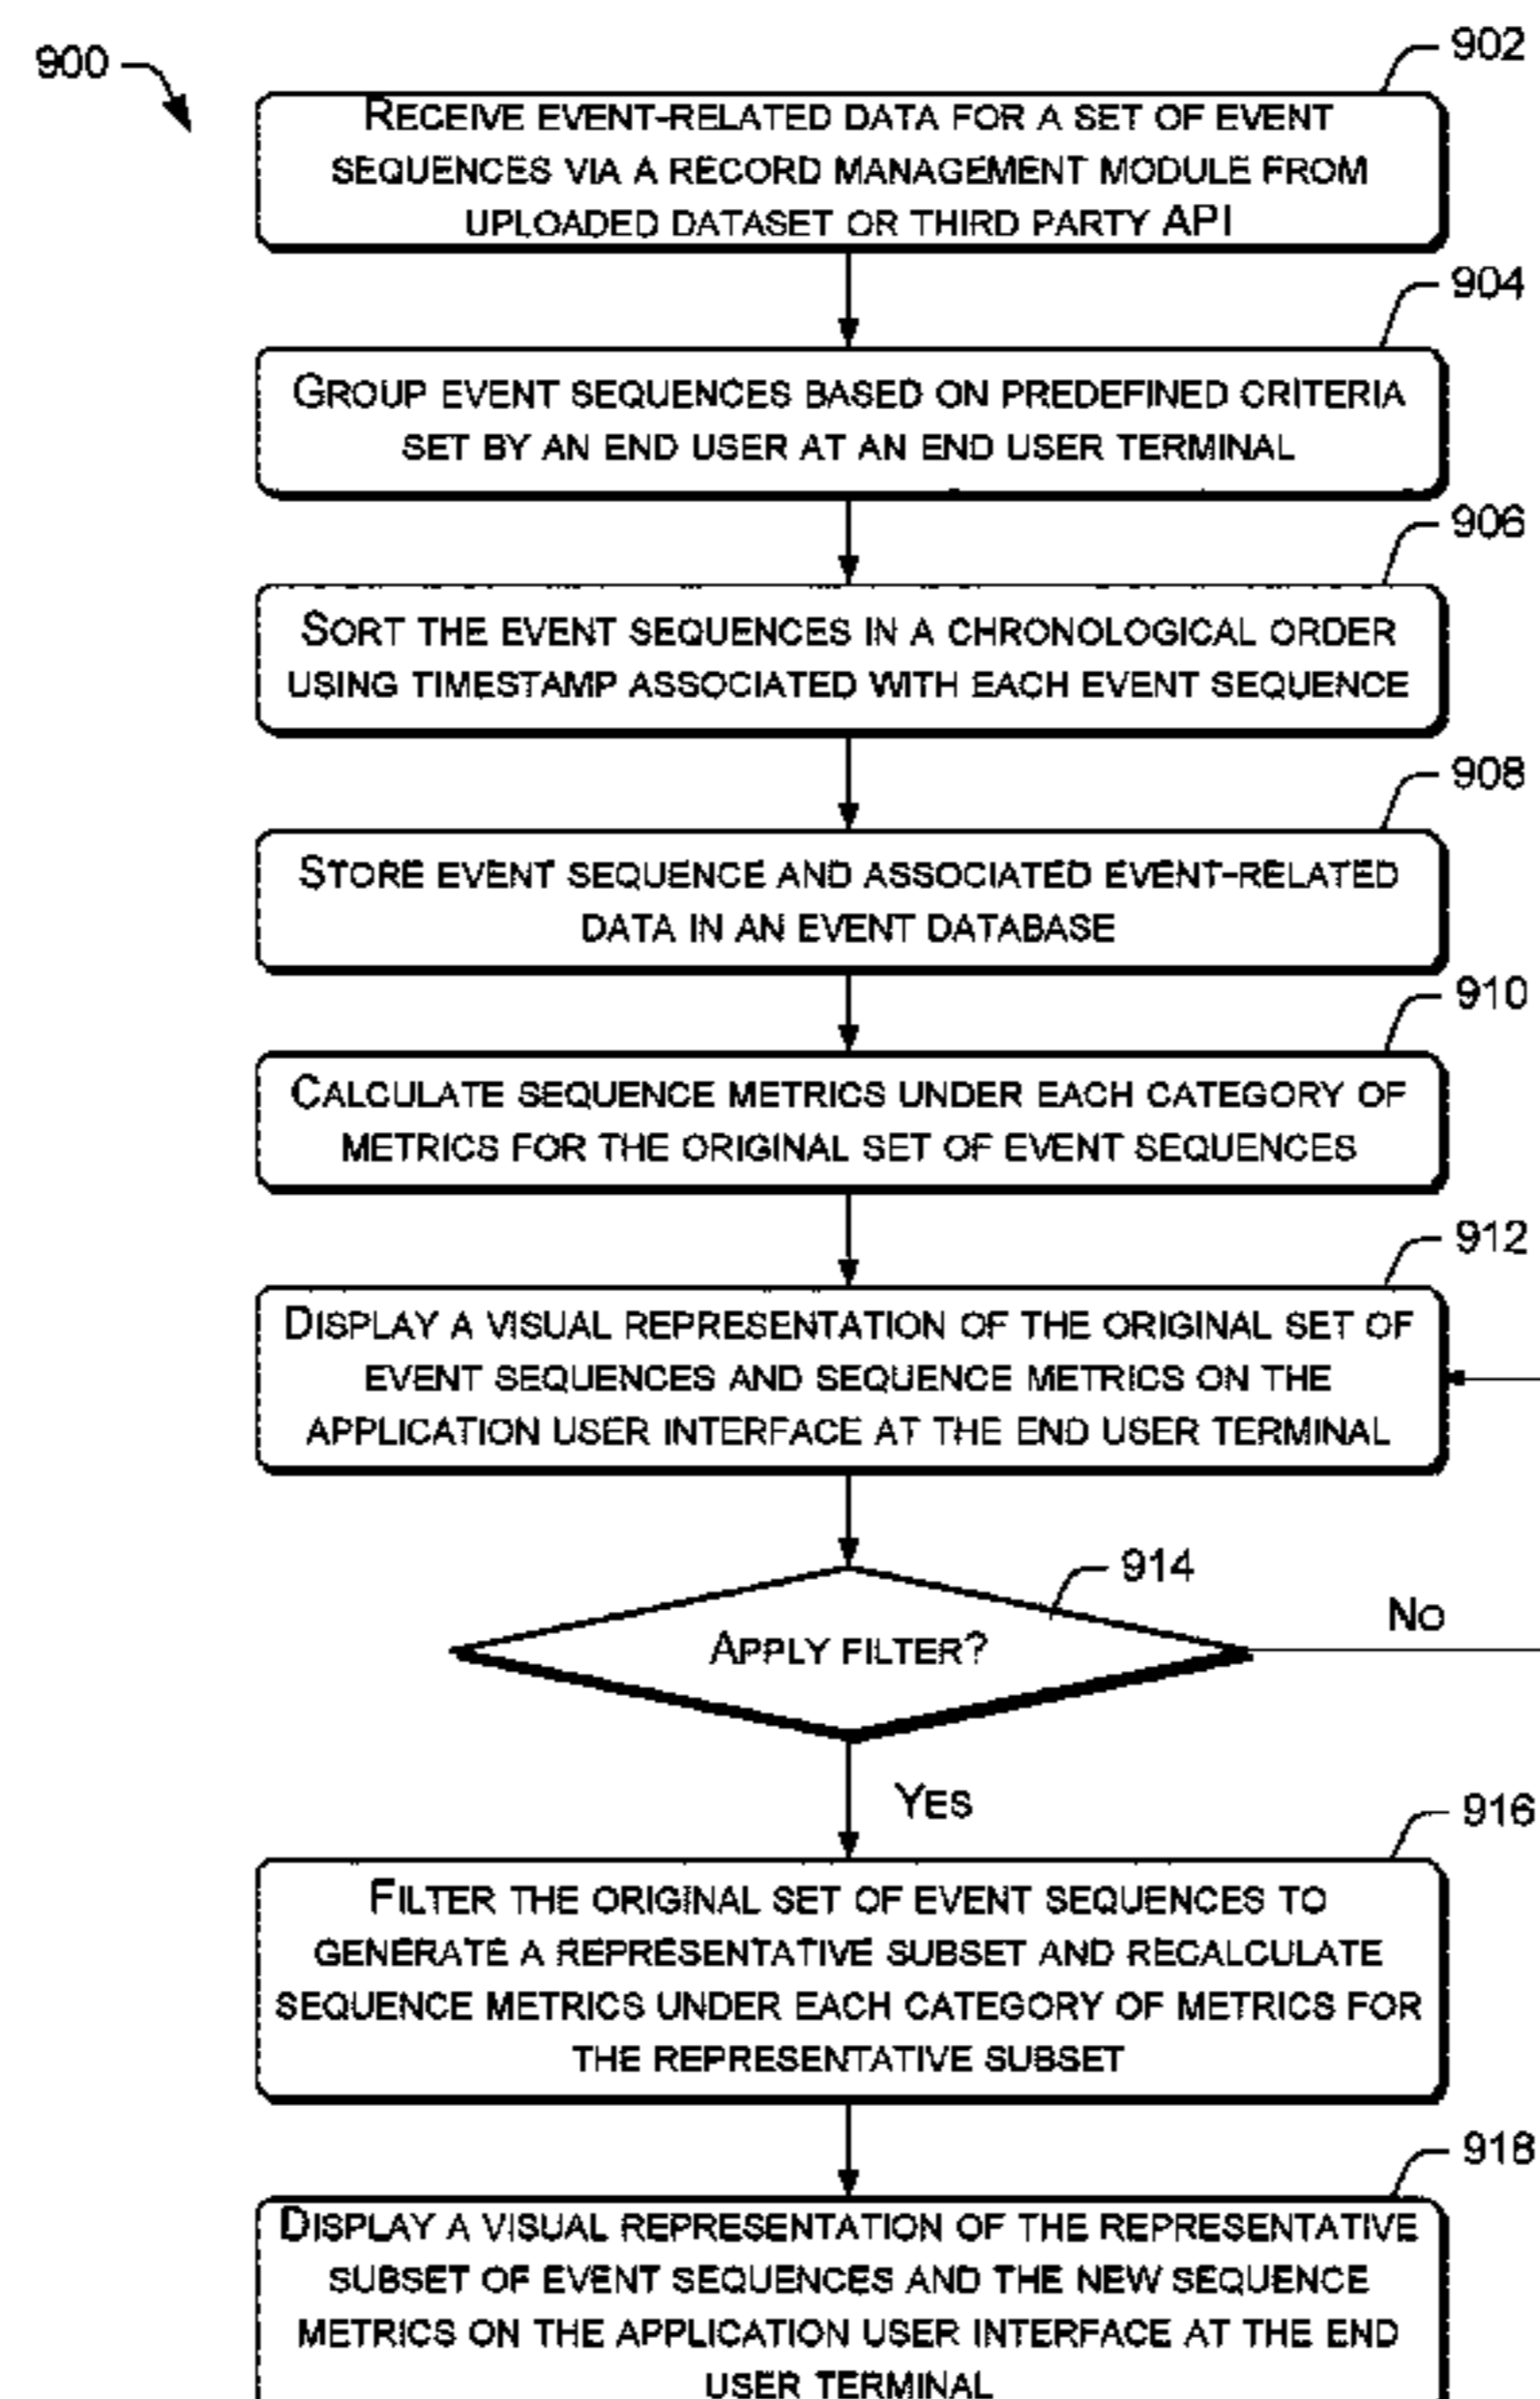 900
902
RECEIVE EVENT-RELATED DATA FOR A SET OF EVENT
SEQUENCES VIA A RECORD MANAGEMENT MODULE FROM
UPLOADED DATASET OR THIRD PARTY API
904
GROUP EVENT SEQUENCES BASED ON PREDEFINED CRITERIA
SET BY AN END USER AT AN END USER TERMINAL
906
SORT THE EVENT SEQUENCES IN A CHRONOLOGICAL ORDER
USING TIMESTAMP ASSOCIATED WITH EACH EVENT SEQUENCE
908
STORE EVENT SEQUENCE AND ASSOCIATED EVENT-RELATED
DATA IN AN EVENT DATABASE
910
CALCULATE SEQUENCE METRICS UNDER EACH CATEGORY OF
METRICS FOR THE ORIGINAL SET OF EVENT SEQUENCES
912
DISPLAY A VISUAL REPRESENTATION OF THE ORIGINAL SET OF
EVENT SEQUENCES AND SEQUENCE METRICS ON THE
APPLICATION USER INTERFACE AT THE END USER TERMINAL
914
APPLY FILTER?
NO
YES
916
FILTER THE ORIGINAL SET OF EVENT SEQUENCES TO
GENERATE A REPRESENTATIVE SUBSET AND RECALCULATE
SEQUENCE METRICS UNDER EACH CATEGORY OF METRICS FOR
THE REPRESENTATIVE SUBSET
918
DISPLAY A VISUAL REPRESENTATION OF THE REPRESENTATIVE
SUBSET OF EVENT SEQUENCES AND THE NEW SEQUENCE
METRICS ON THE APPLICATION USER INTERFACE AT THE END
USER TERMINAL